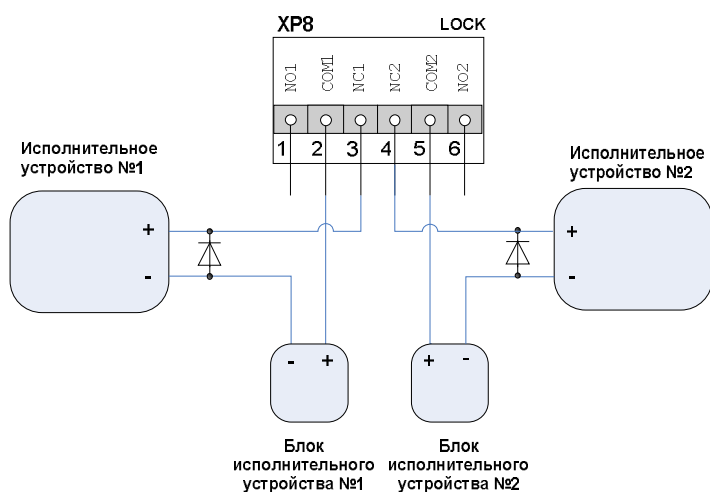 XP8 LOCK
NO1 COM1 NC1 NC2 COM2 NO2
1 2 3 4 5 6
Исполнительное
устройство №1
Исполнительное
устройство №2
+
-
+
-
- +
+ -
Блок
исполнительного
устройства №1
Блок
исполнительного
устройства №2